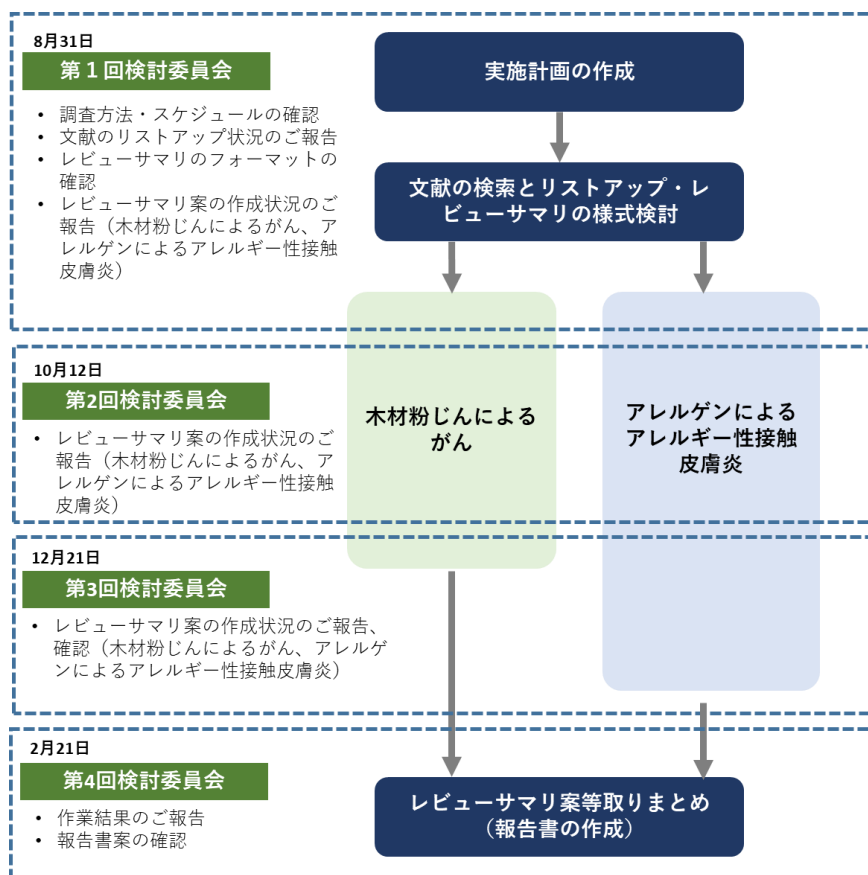 8月31日
第１回検討委員会
• 調査方法・スケジュールの確認
• 文献のリストアップ状況のご報告
• レビューサマリのフォーマットの
確認
• レビューサマリ案の作成状況のご
報告（木材粉じんによるがん、ア
レルゲンによるアレルギー性接触
皮膚炎）
実施計画の作成
文献の検索とリストアップ・レ
ビューサマリの様式検討
10月12日
第2回検討委員会
• レビューサマリ案の作成状況のご
報告（木材粉じんによるがん、ア
レルゲンによるアレルギー性接触
皮膚炎）
木材粉じんによる
がん
アレルゲンによる
アレルギー性接触
皮膚炎
12月21日
第3回検討委員会
• レビューサマリ案の作成状況のご報告、
確認（木材粉じんによるがん、アレルゲ
ンによるアレルギー性接触皮膚炎）
2月21日
第4回検討委員会
• 作業結果のご報告
• 報告書案の確認
レビューサマリ案等取りまとめ
（報告書の作成）